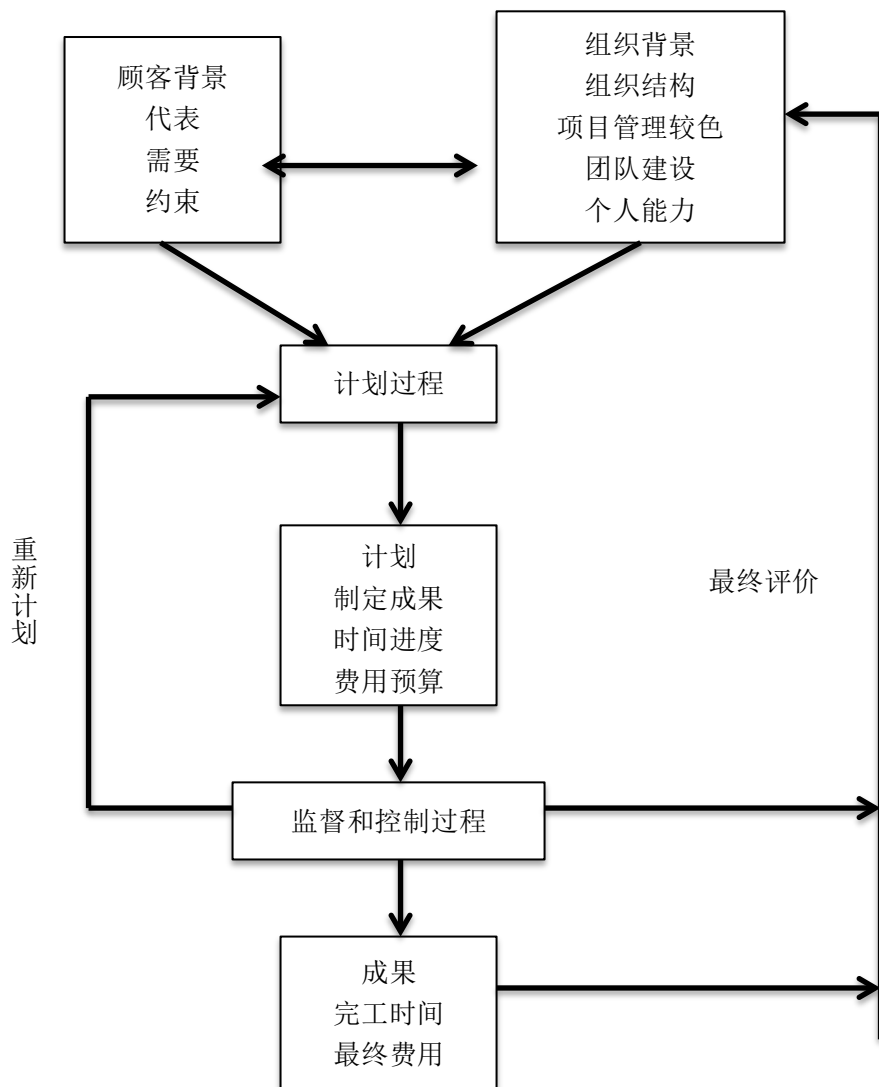 顾客背景
代表
需要
约束
组织背景
组织结构
项目管理较色
团队建设
个人能力
计划过程
重新计划
计划
制定成果
时间进度
费用预算
最终评价
监督和控制过程
成果
完工时间
最终费用